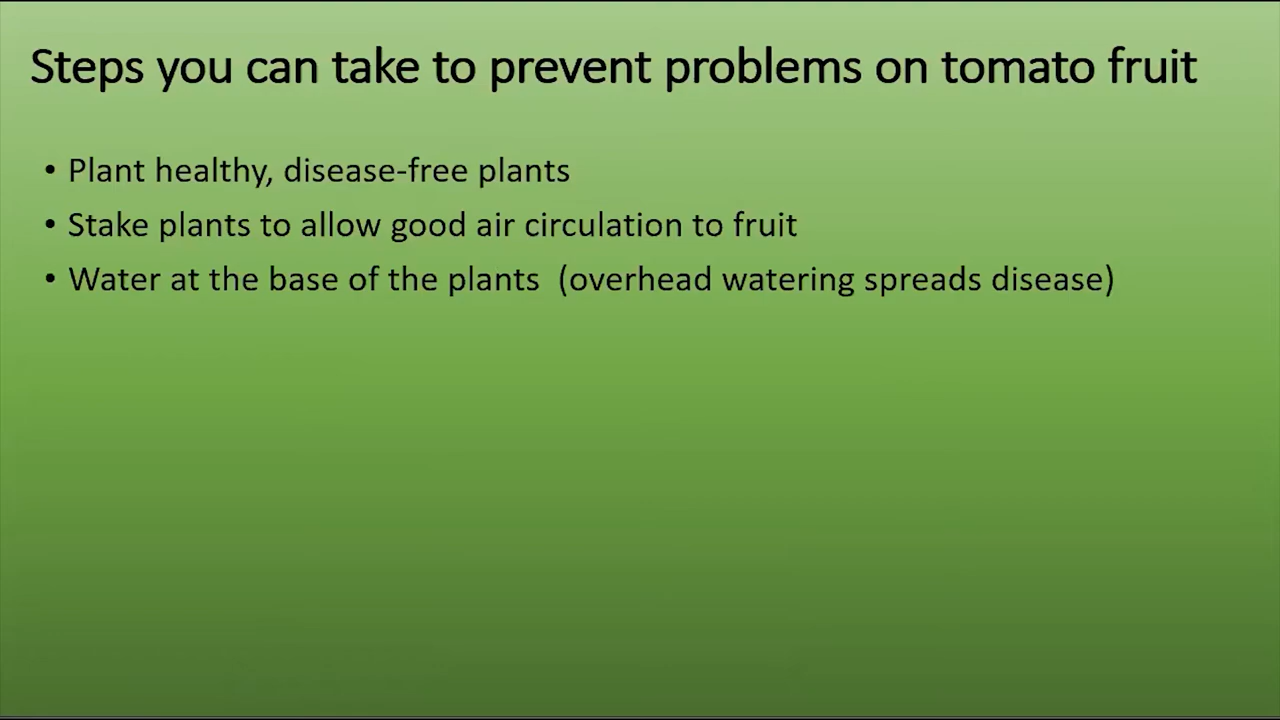 Steps you can take to prevent problems on tomato fruit
• Plant healthy, disease-free plants
• Stake plants to allow good air circulation to fruit
• Water at the base of the plants  (overhead watering spreads disease)